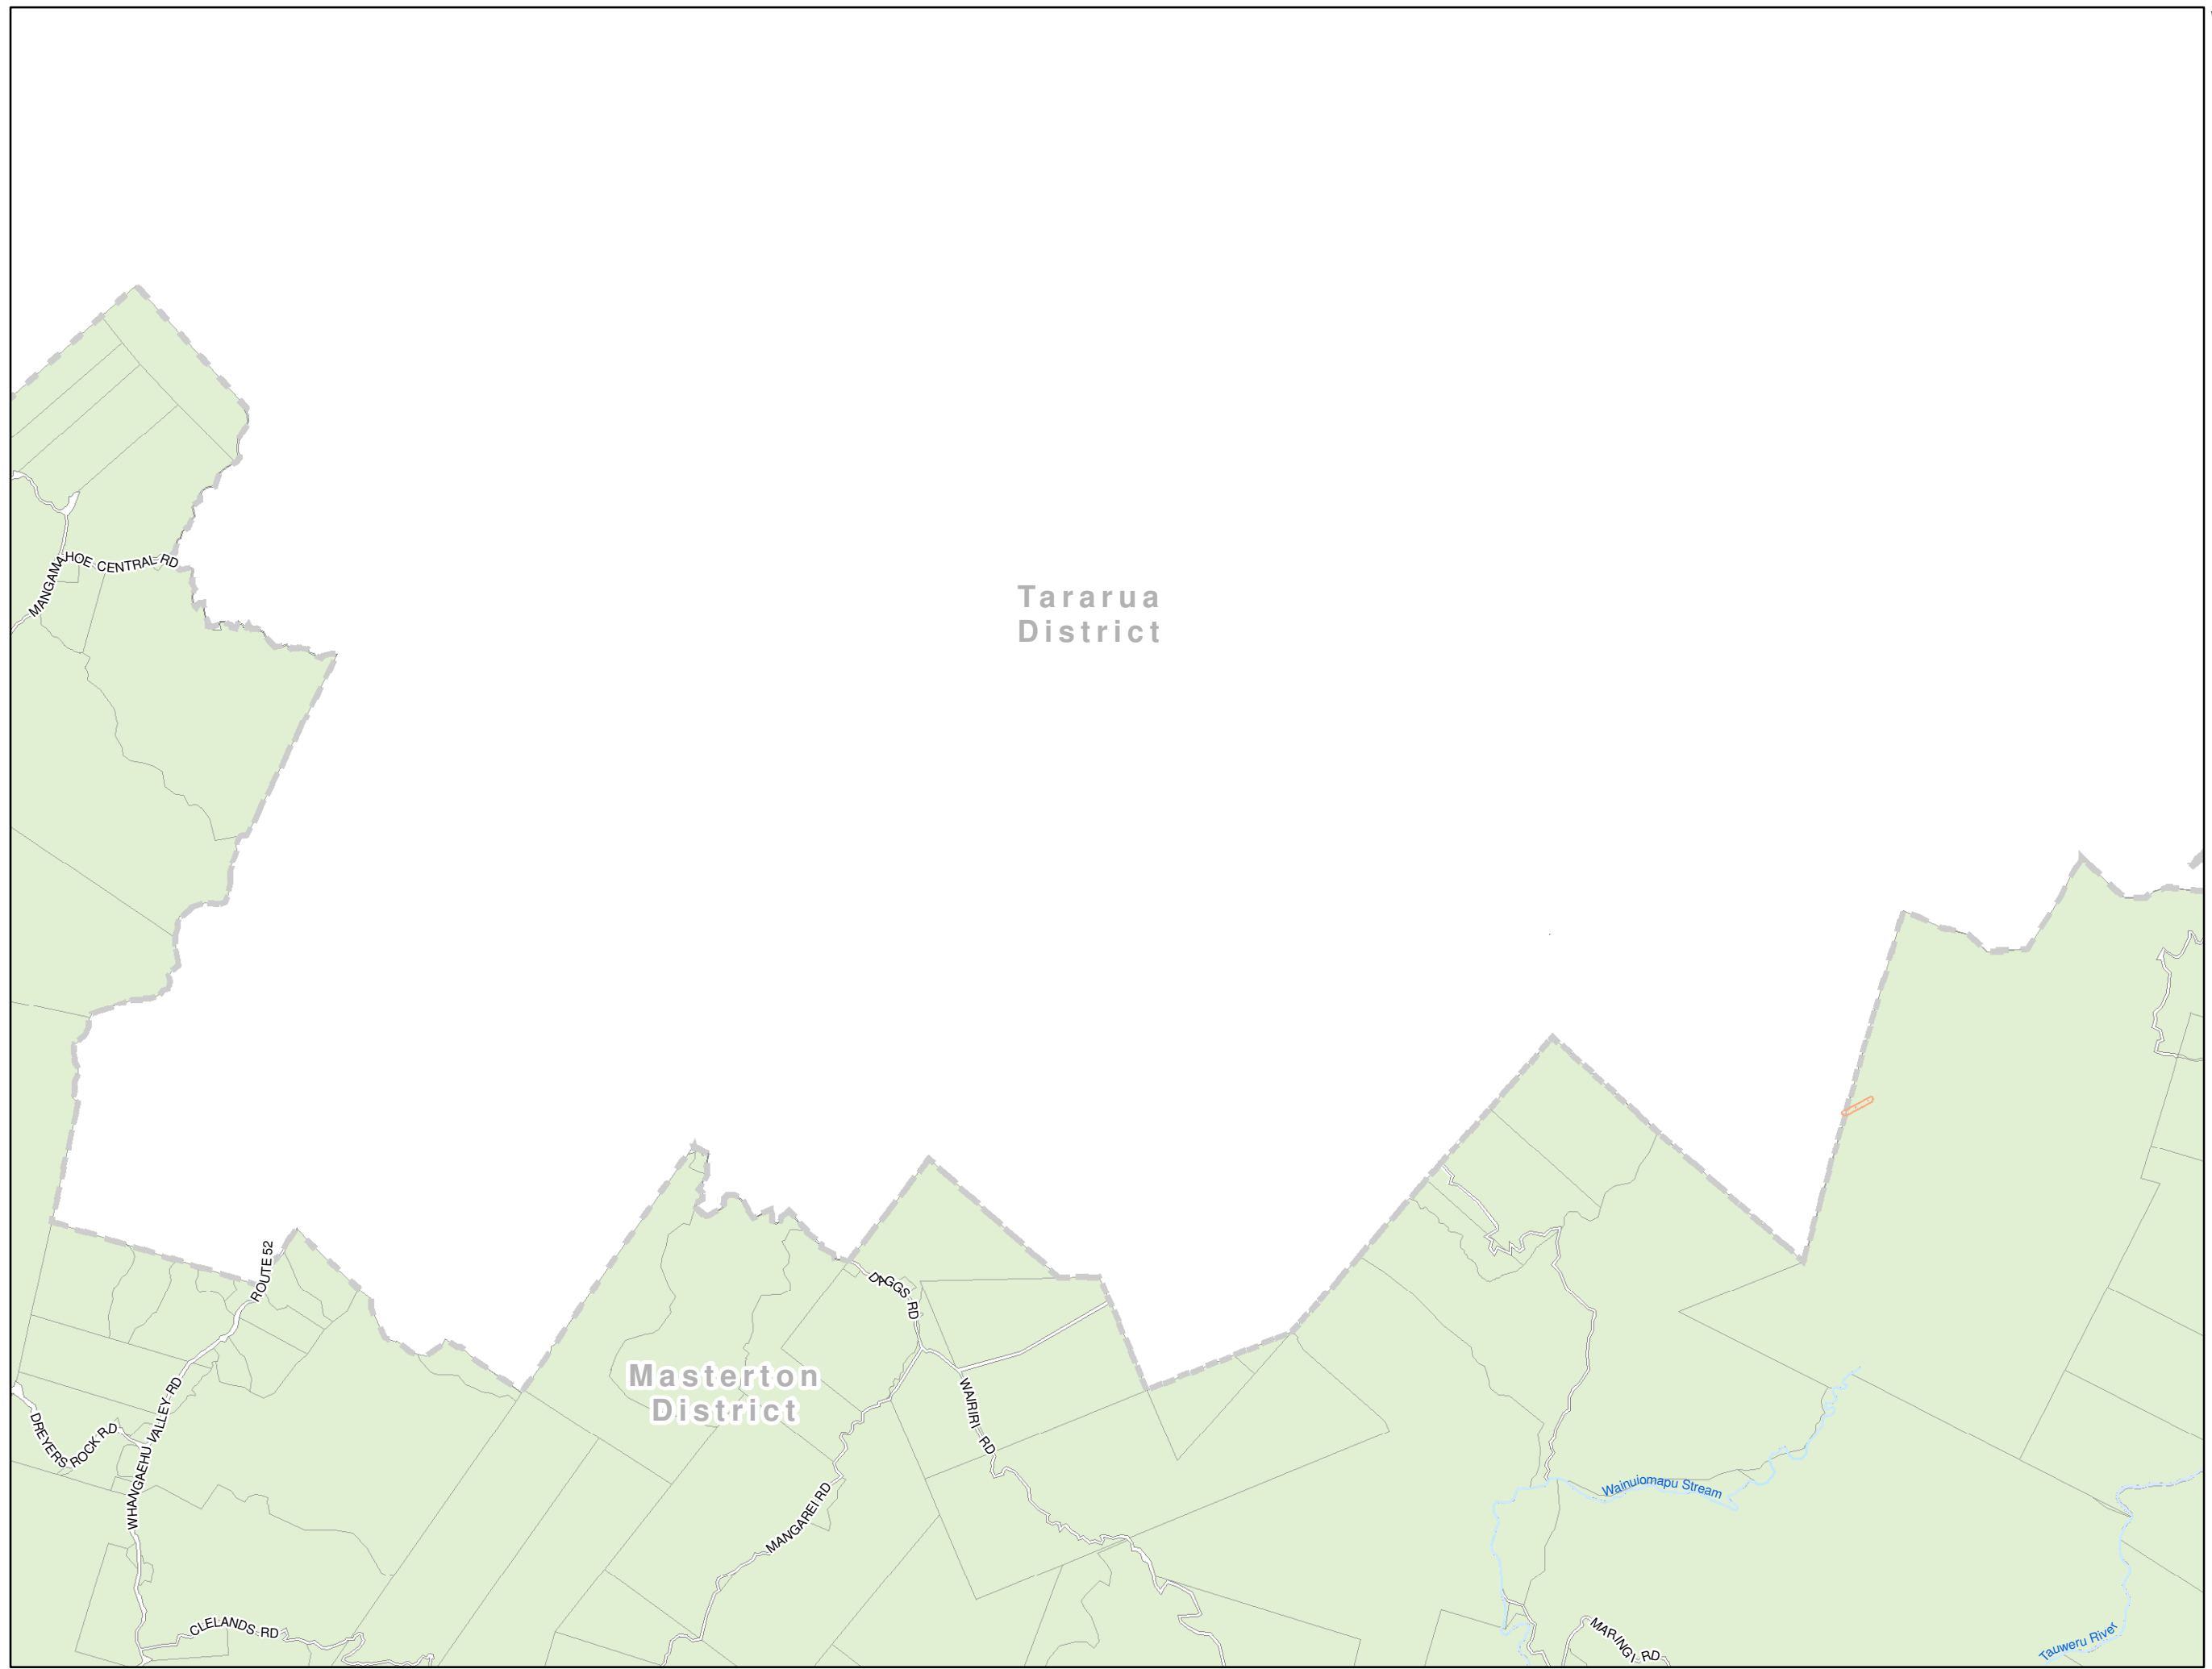 MANGAMAHOE CENTRAL RD
Tararua
District
ROUTE 52
DAGGS RD
Masterton
District
WAIRIRI RD
WHANGAEHU VALLEY RD
DREYERS ROCK RD
Wainuiomapu Stream
MANGAREI RD
CLELANDS RD
MARINGI RD
Tauweru River